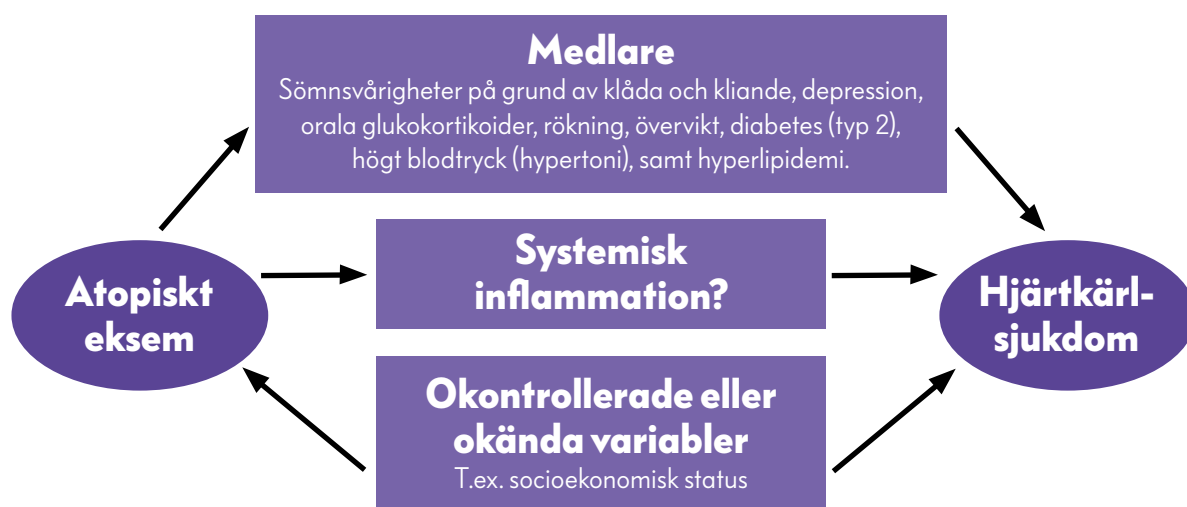 Medlare
Sömnsvårigheter på grund av klåda och kliande, depression,
orala glukokortikoider, rökning, övervikt, diabetes (typ 2),
högt blodtryck (hypertoni), samt hyperlipidemi.
Atopiskt
eksem
Systemisk
inflammation?
Hjärtkärl-
sjukdom
Okontrollerade eller
okända variabler
T.ex. socioekonomisk status